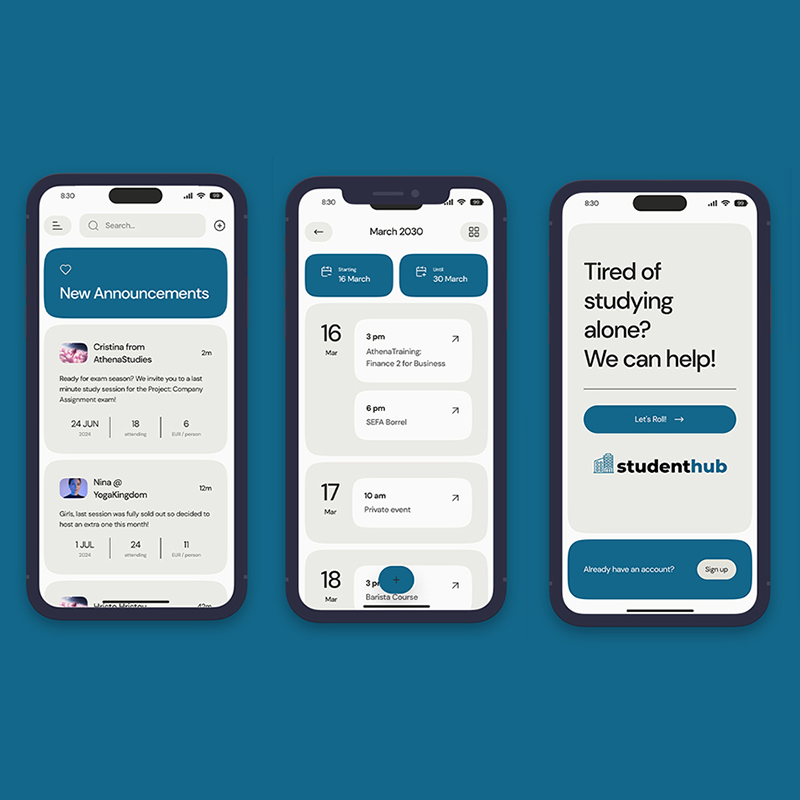 8:30
99
Search...
New Announcements
Cristina from
AthenaStudies
2m
Ready for exam season? We invite you to a last
minute study session for the Project: Company
Assignment exam!
24 JUN
2024
18
attending
6
EUR / person
Nina @
YogaKingdom
12m
Girls, last session was fully sold out so decided to
host an extra one this month!
1 JUL
2024
24
attending
11
EUR / person
Hristo Hristov
42m
8:30
99
March 2030
Starting
16 March
Until
30 March
16
Mar
3 pm
AthenaTraining:
Finance 2 for Business
6 pm
SEFA Borrel
17
Mar
10 am
Private event
18
Mar
+
Barista Course
8:30
99
Tired of
studying
alone?
We can help!
Let's Roll!
studenthub
Already have an account?
Sign up